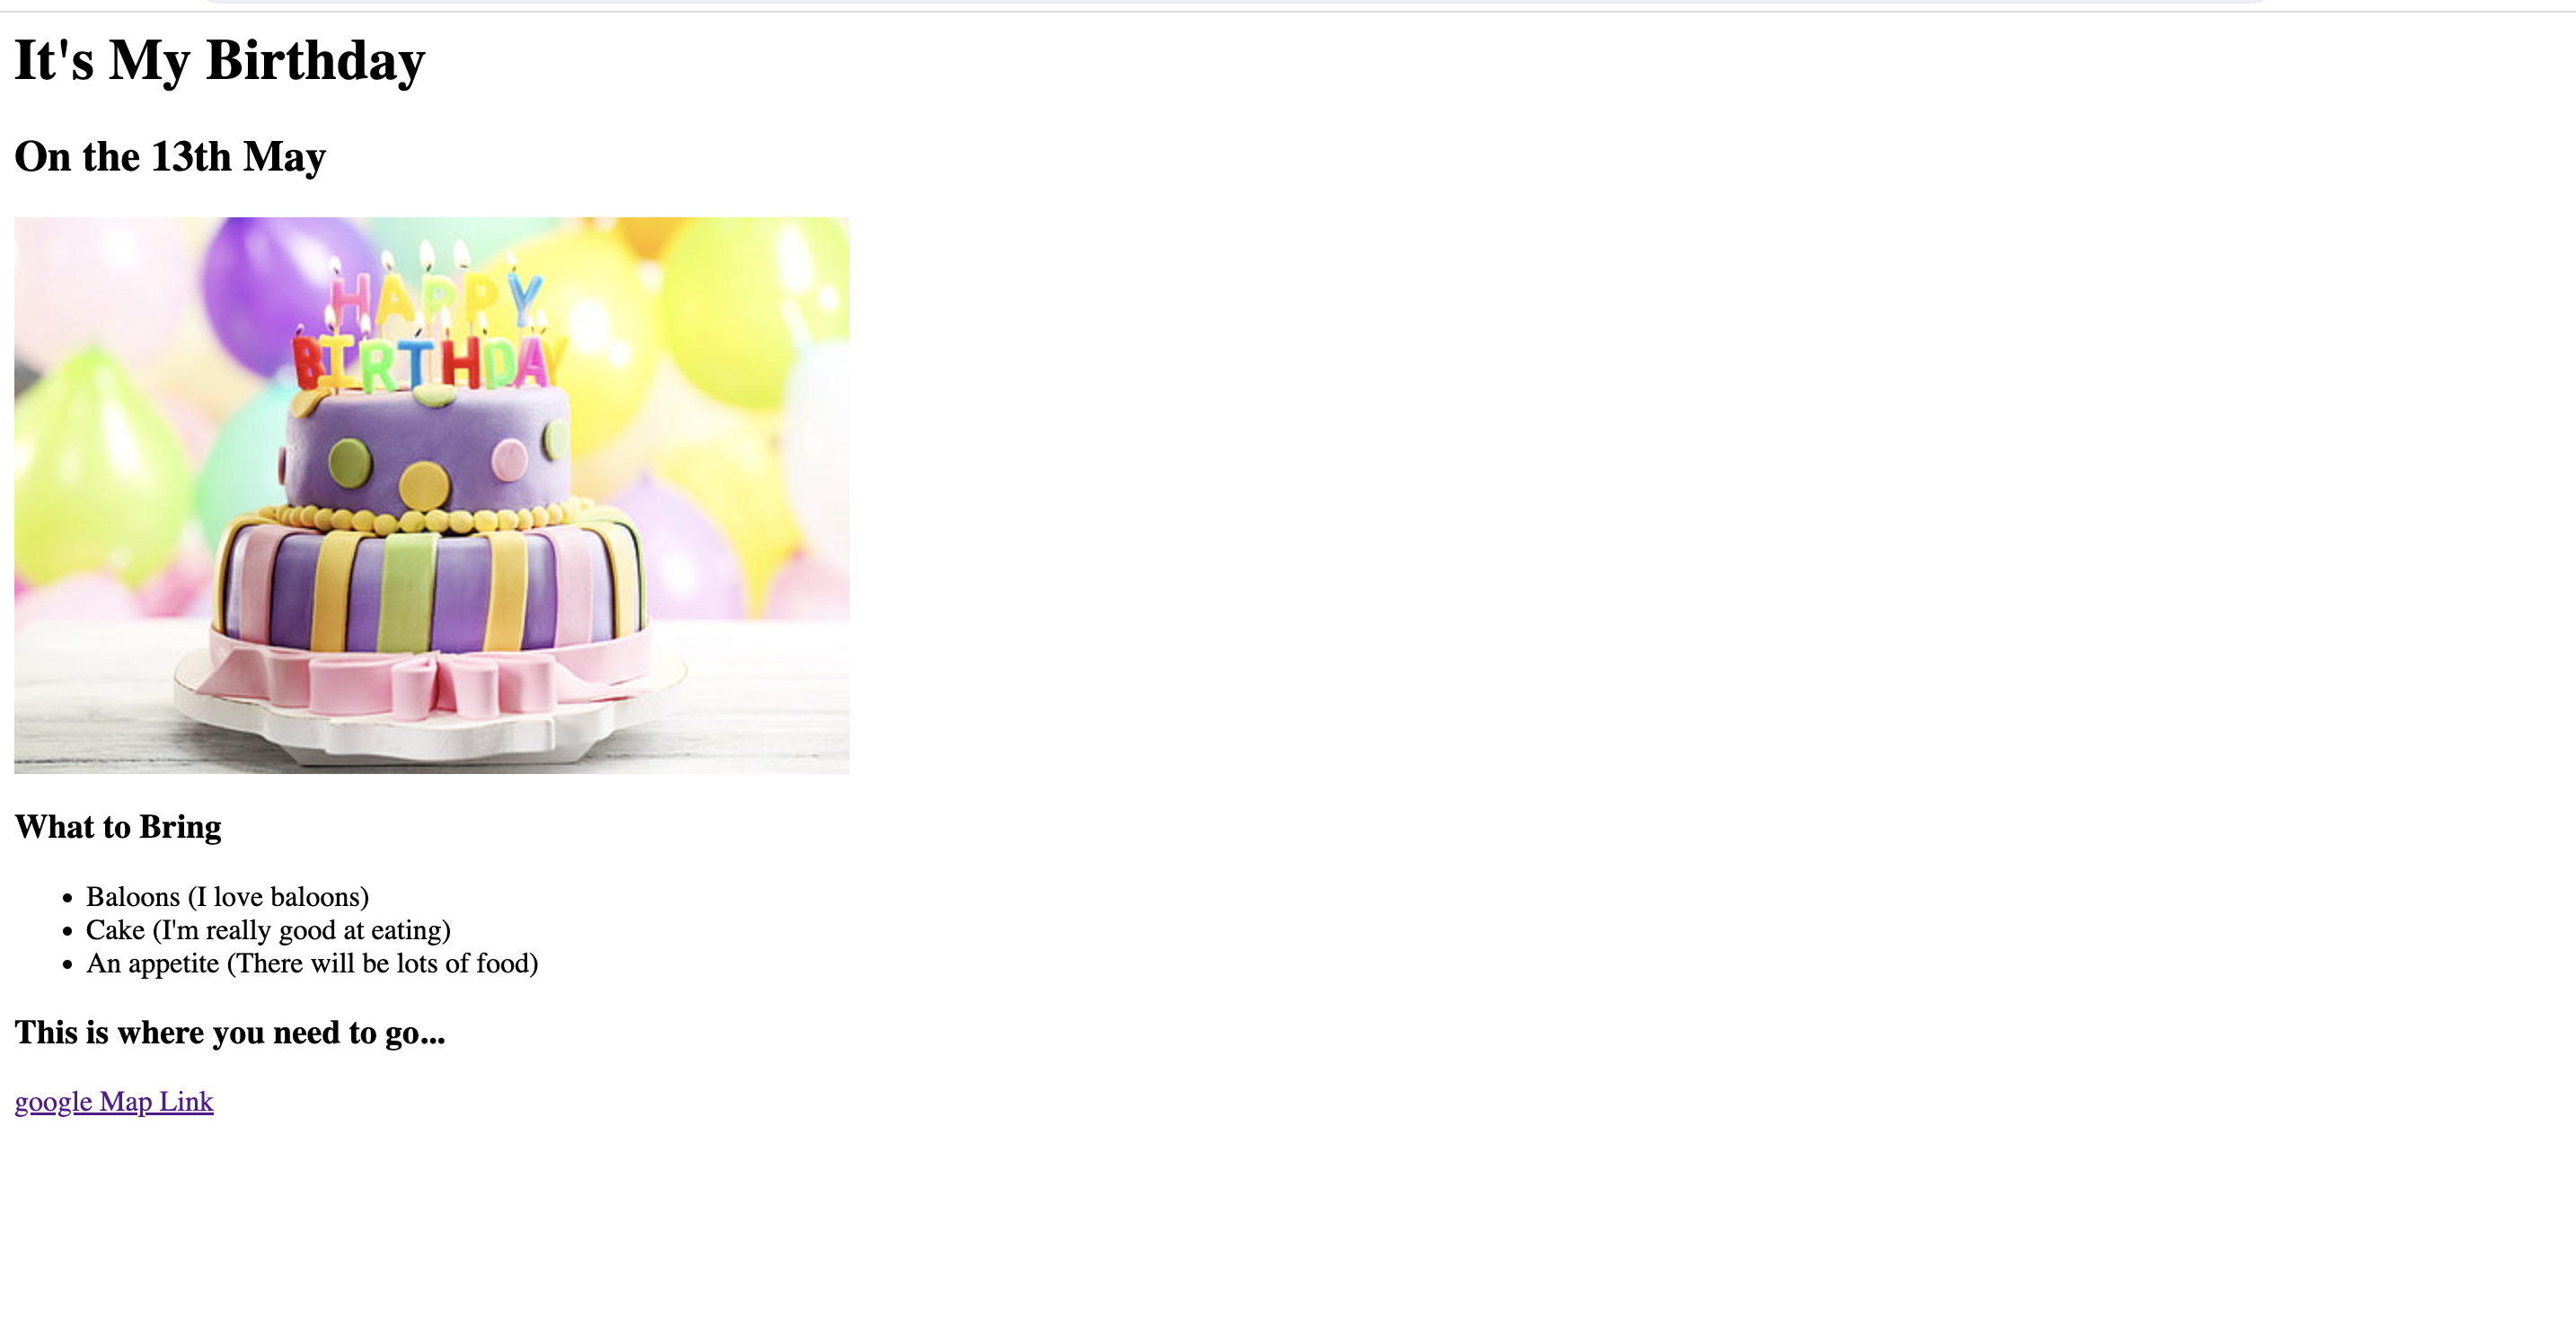 It's My Birthday
On the 13th May
HAPPY
BIRTHDAY
What to Bring
Baloons (I love baloons)
Cake (I'm really good at eating)
An appetite (There will be lots of food)
This is where you need to go...
google Map Link